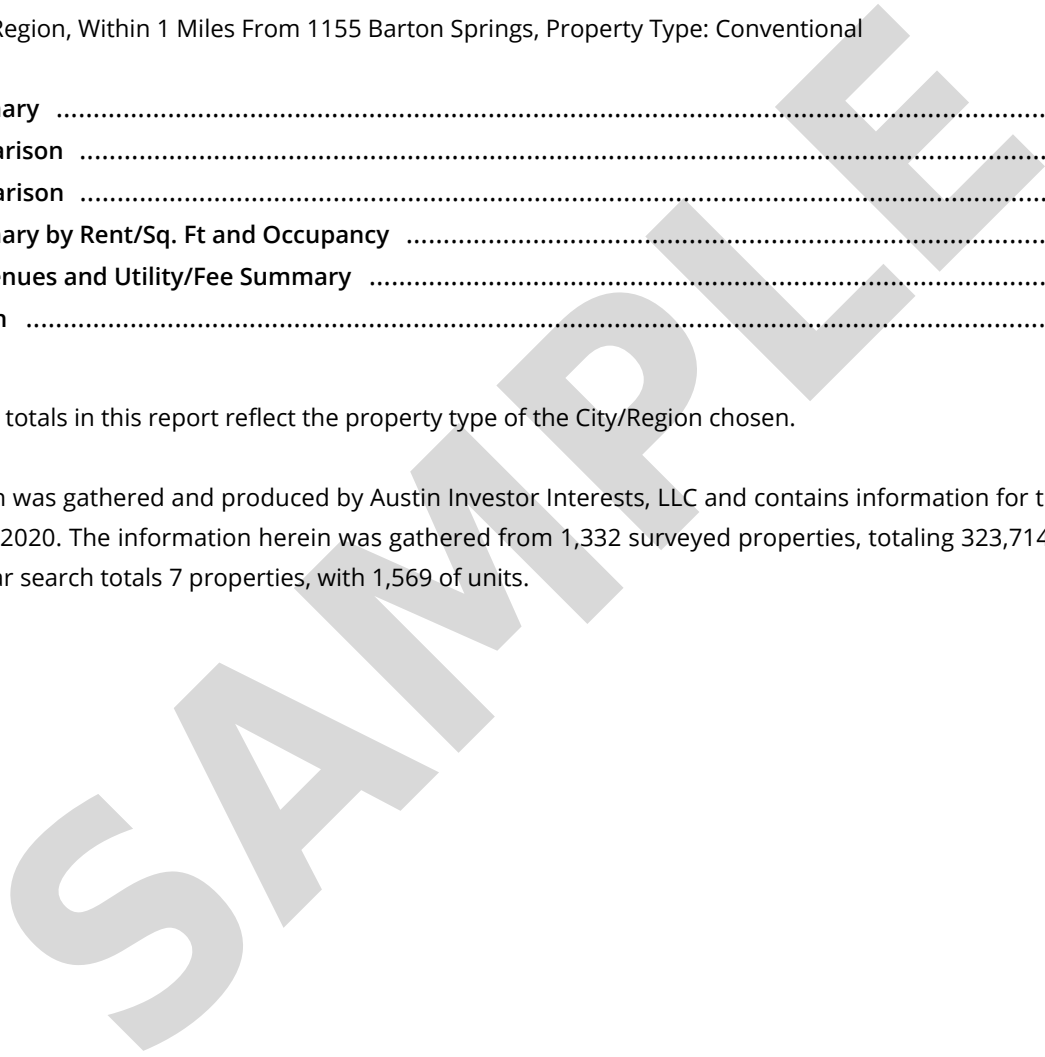 Region, Within 1 Miles From 1155 Barton Springs, Property Type: Conventional
ary ................................................................
arison ................................................................
arison ................................................................
ary by Rent/Sq. Ft and Occupancy ................................................................
enues and Utility/Fee Summary ................................................................
n ................................................................
totals in this report reflect the property type of the City/Region chosen.
n was gathered and produced by Austin Investor Interests, LLC and contains information for t
2020. The information herein was gathered from 1,332 surveyed properties, totaling 323,714
ar search totals 7 properties, with 1,569 of units.
SAMPLE